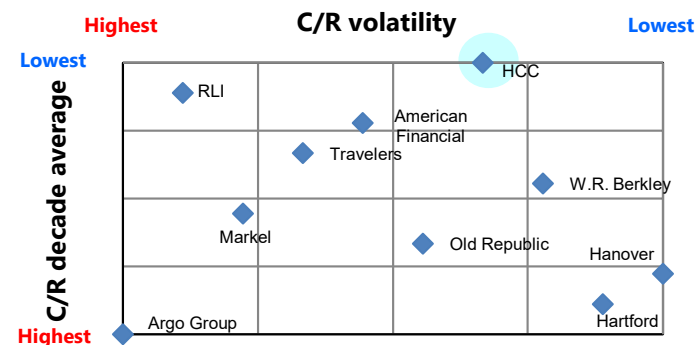 C/R volatility
Highest
Lowest
Lowest
C/R decade average
HCC
RLI
American
Financial
Travelers
W.R. Berkley
Markel
Old Republic
Hanover
Argo Group
Hartford
Highest